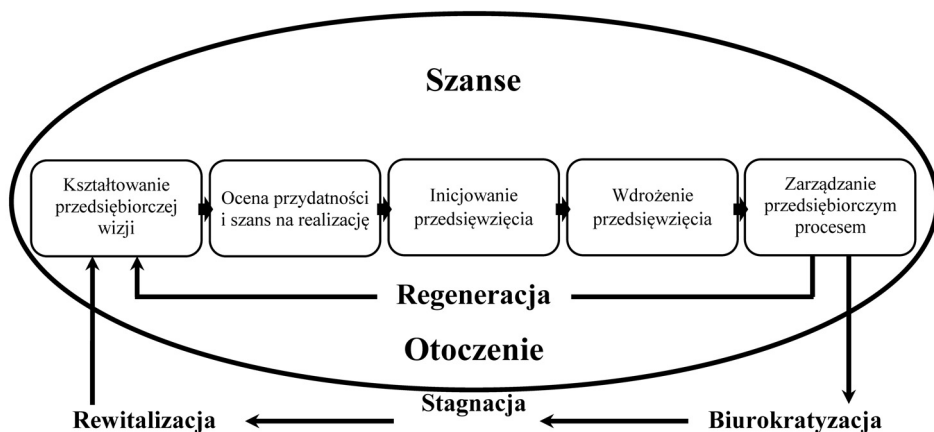 Szanse
Kształtowanie
przedsiębiorczej
wizji
Ocena przydatności
i szans na realizację
Inicjowanie
przedsięwzięcia
Wdrożenie
przedsięwzięcia
Zarządzanie
przedsiębiorczym
procesem
Regeneracja
Otoczenie
Rewitalizacja
Stagnacja
Biurokratyzacja